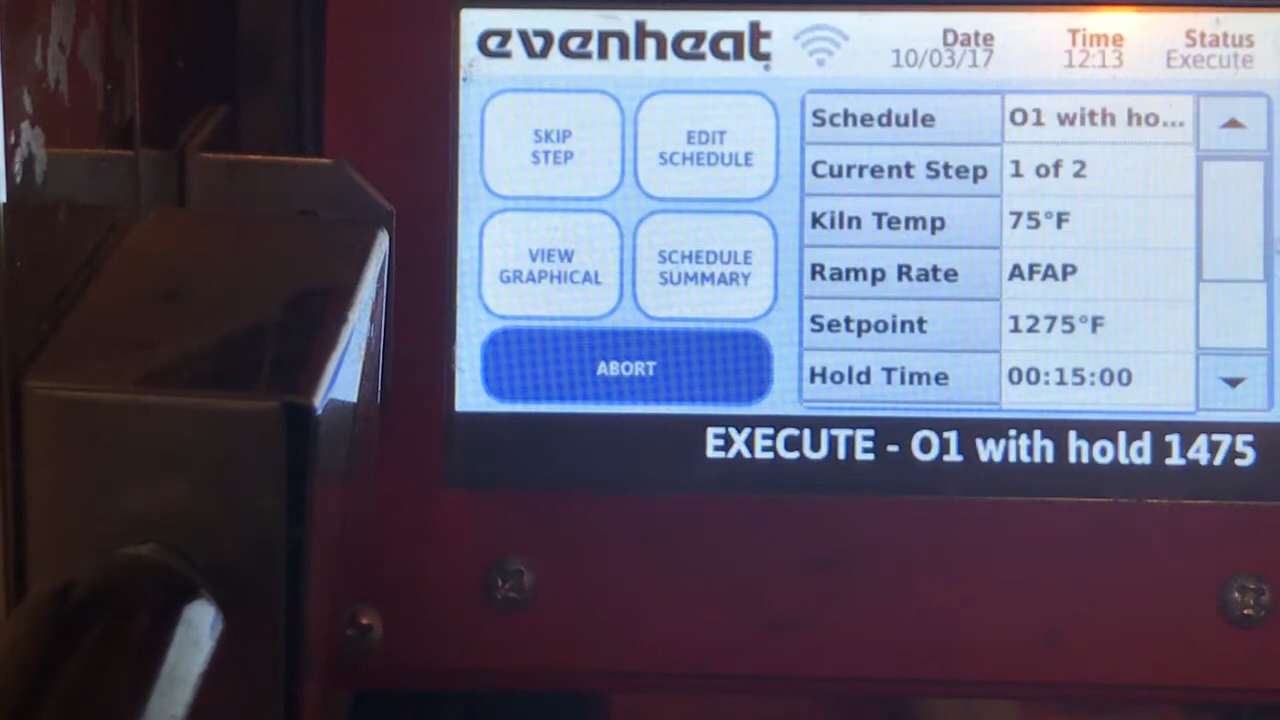 evenheat
Date
10/03/17
Time
12:13
Status
Execute
SKIP
STEP
EDIT
SCHEDULE
VIEW
GRAPHICAL
SCHEDULE
SUMMARY
ABORT
Schedule O1 with ho...
Current Step 1 of 2
Kiln Temp 75°F
Ramp Rate AFAP
Setpoint 1275°F
Hold Time 00:15:00
EXECUTE - O1 with hold 1475